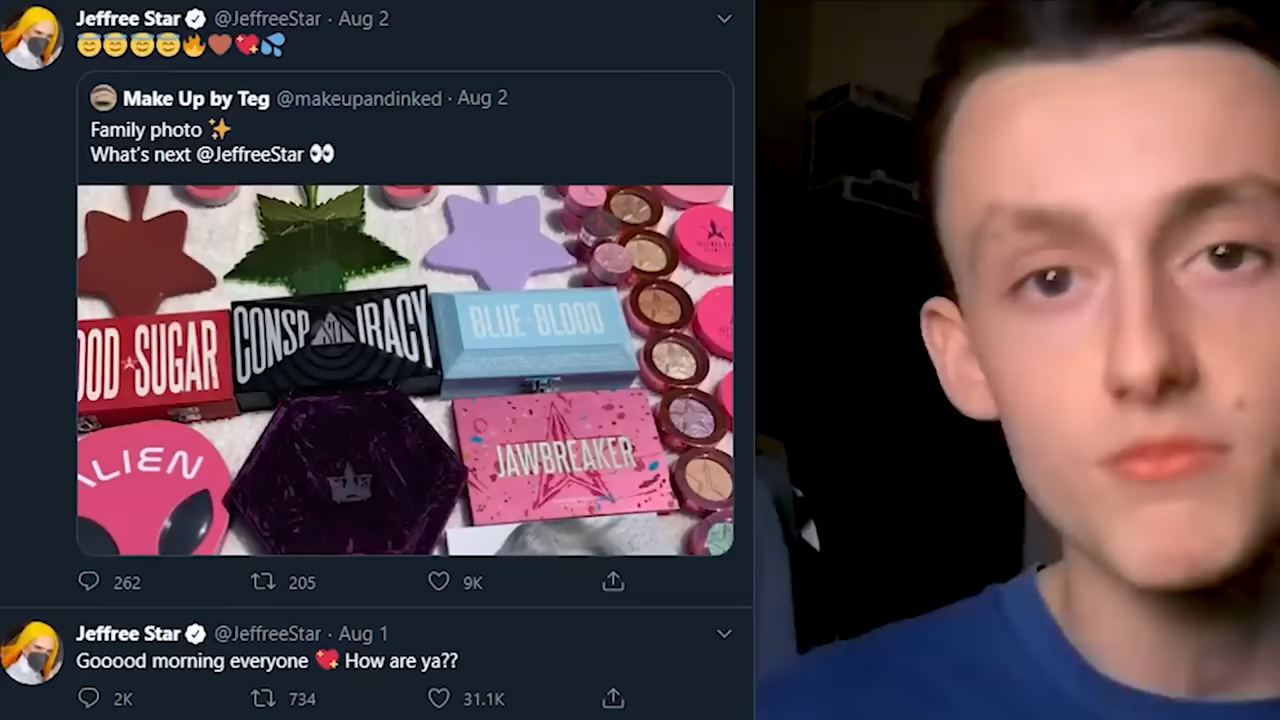 Jeffree Star @JeffreeStar · Aug 2
😇😇😇😇🔥🤎💖💦
Make Up by Teg @makeupandinked · Aug 2
Family photo ✨
What's next @JeffreeStar 👀
OOD SUGAR
CONSPIRACY
BLUE BLOOD
ALIEN
JAWBREAKER
262 205 9K
Jeffree Star @JeffreeStar · Aug 1
Gooood morning everyone 💖 How are ya??
2K 734 31.1K